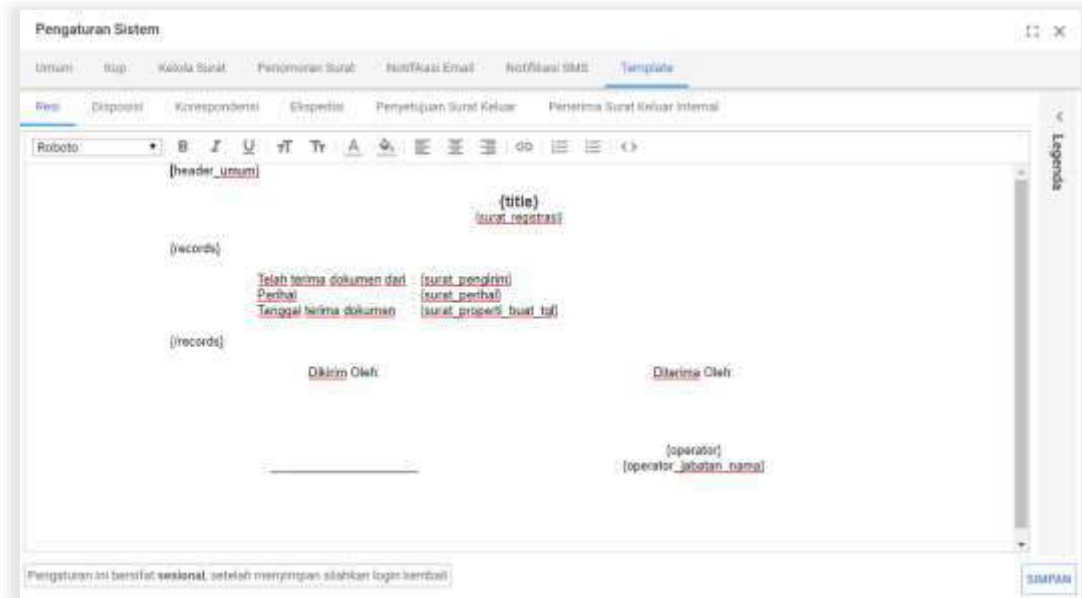 Pengaturan Sistem
Umum Kop Kelola Surat Penomoran Surat Notifikasi Email Notifikasi SMS Template
Resi Disposisi Korespondensi Ekspedisi Penyetujuan Surat Keluar Penerima Surat Keluar Internal
Legenda
Roboto B I U tT Tт A
{header_umum}
{title}
{surat_registrasi}
{records}
Telah terima dokumen dari : {surat_pengirim}
Perihal : {surat_perihal}
Tanggal terima dokumen : {surat_properti_buat_tgl}
{/records}
Dikirim Oleh Diterima Oleh
{operator}
{operator_jabatan_nama}
Pengaturan ini bersifat sesional, setelah menyimpan silahkan login kembali
SIMPAN